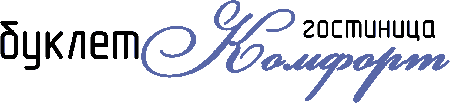 буклет
гостиница
Комфорт